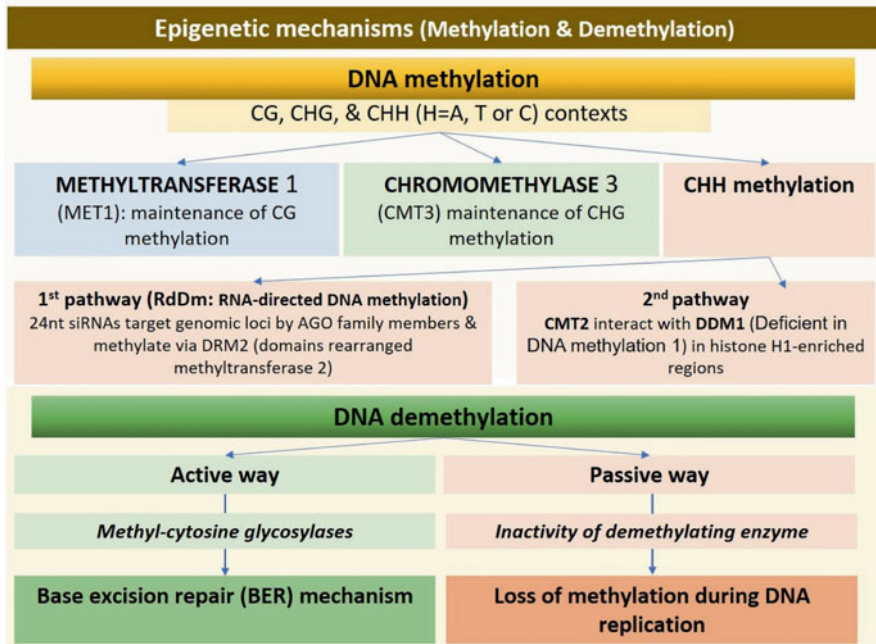 Epigenetic mechanisms (Methylation & Demethylation)
DNA methylation
CG, CHG, & CHH (H=A, T or C) contexts
METHYLTRANSFERASE 1
(MET1): maintenance of CG
methylation
CHROMOMETHYLASE 3
(CMT3) maintenance of CHG
methylation
CHH methylation
1st pathway (RdDm: RNA-directed DNA methylation)
24nt siRNAs target genomic loci by AGO family members &
methylate via DRM2 (domains rearranged
methyltransferase 2)
2nd pathway
CMT2 interact with DDM1 (Deficient in
DNA methylation 1) in histone H1-enriched
regions
DNA demethylation
Active way
Passive way
Methyl-cytosine glycosylases
Inactivity of demethylating enzyme
Base excision repair (BER) mechanism
Loss of methylation during DNA
replication